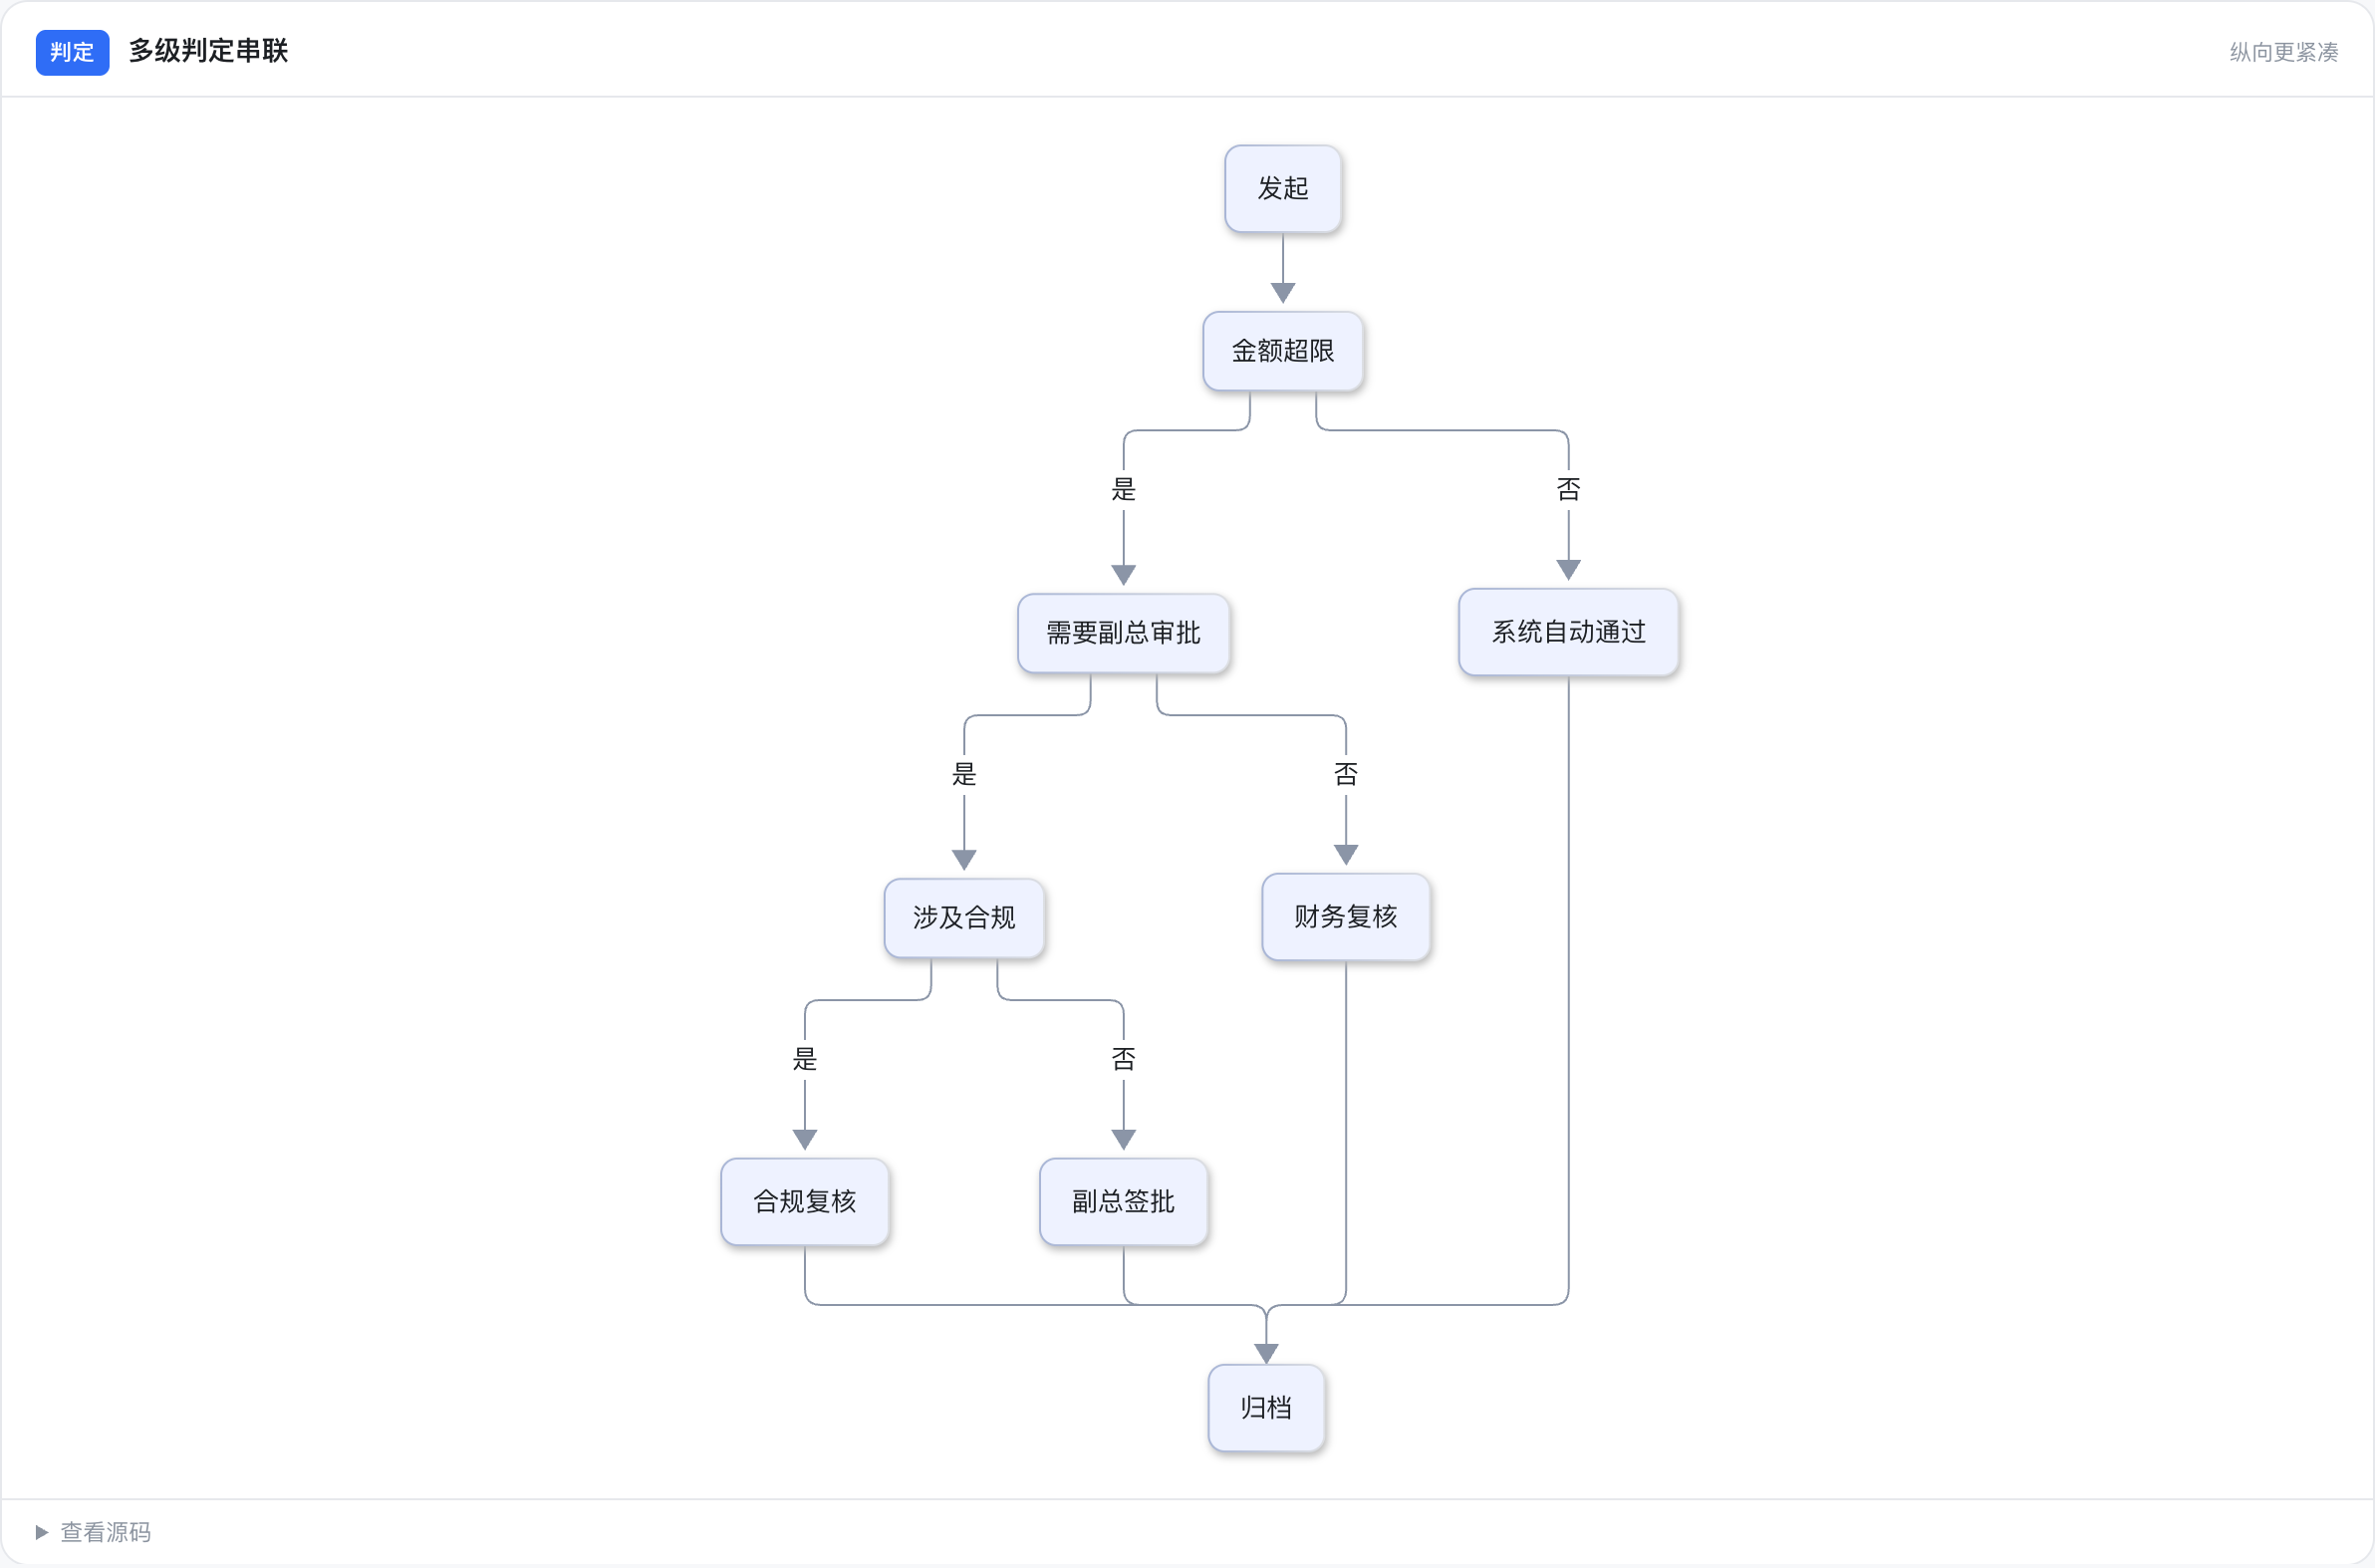 判定 多级判定串联
纵向更紧凑
发起
金额超限
是
否
需要副总审批
系统自动通过
是
否
涉及合规
财务复核
是
否
合规复核
副总签批
归档
查看源码